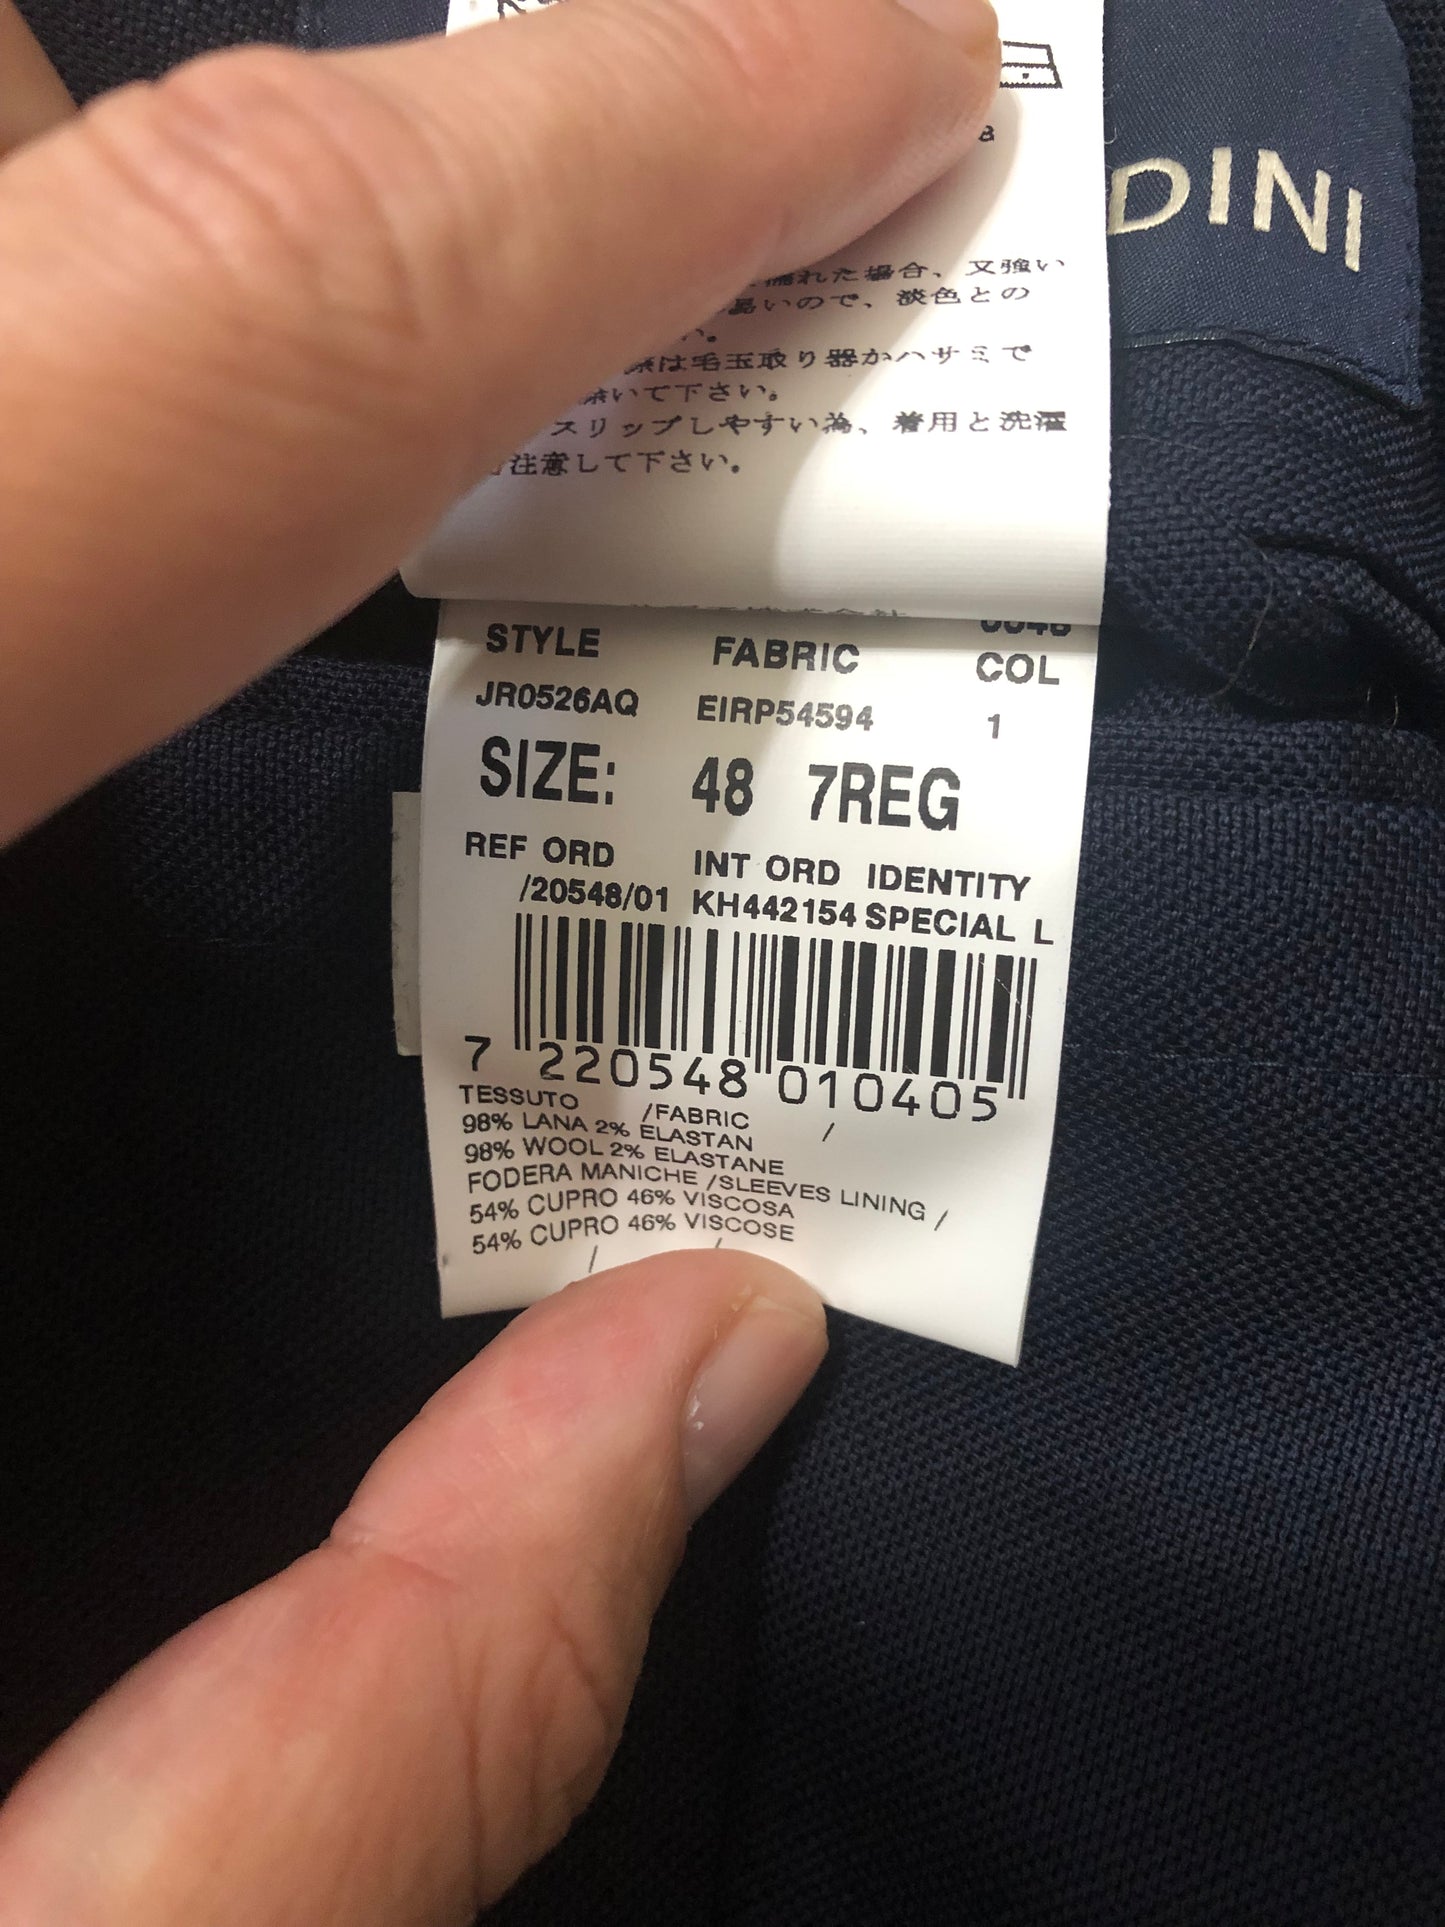 DINI
濡れた場合、又強い
易いので、淡色との
い。
際は毛玉取り器かハサミで
除いて下さい。
スリップしやすい為、着用と洗濯
注意して下さい。
STYLE FABRIC COL
JR0526AQ EIRP54594 1
SIZE: 48 7REG
REF ORD INT ORD IDENTITY
/20548/01 KH442154 SPECIAL L
7 220548 010405
TESSUTO /FABRIC
98% LANA 2% ELASTAN /
98% WOOL 2% ELASTANE
FODERA MANICHE /SLEEVES LINING /
54% CUPRO 46% VISCOSA
54% CUPRO 46% VISCOSE
/